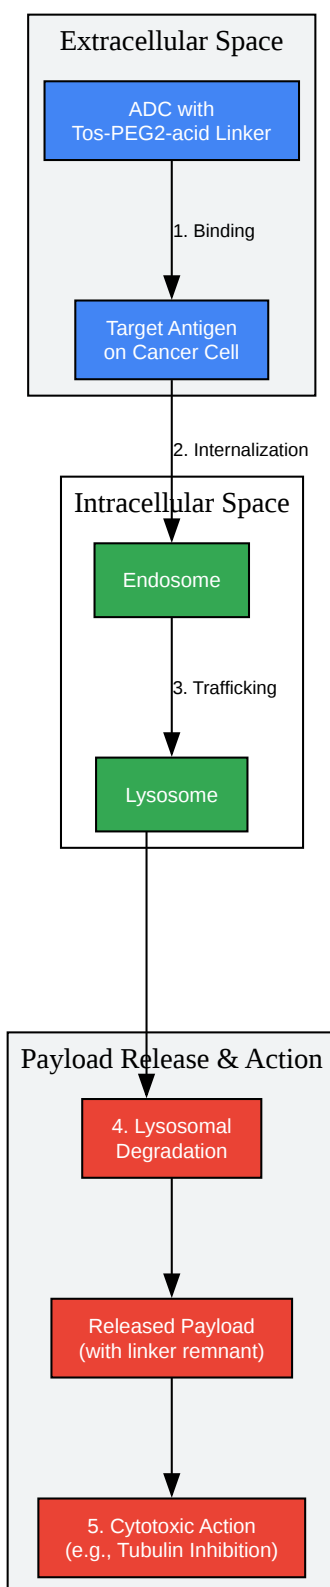 Extracellular Space
ADC with
Tos-PEG2-acid Linker
1. Binding
Target Antigen
on Cancer Cell
2. Internalization
Intracellular Space
Endosome
3. Trafficking
Lysosome
Payload Release & Action
4. Lysosomal
Degradation
Released Payload
(with linker remnant)
5. Cytotoxic Action
(e.g., Tubulin Inhibition)